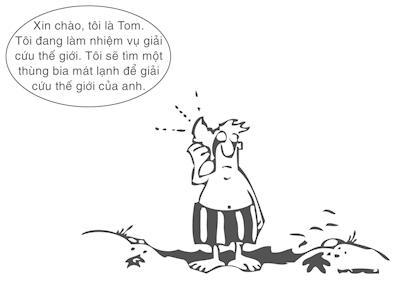 Xin chào, tôi là Tom.
Tôi đang làm nhiệm vụ giải
cứu thế giới. Tôi sẽ tìm một
thùng bia mát lạnh để giải
cứu thế giới của anh.